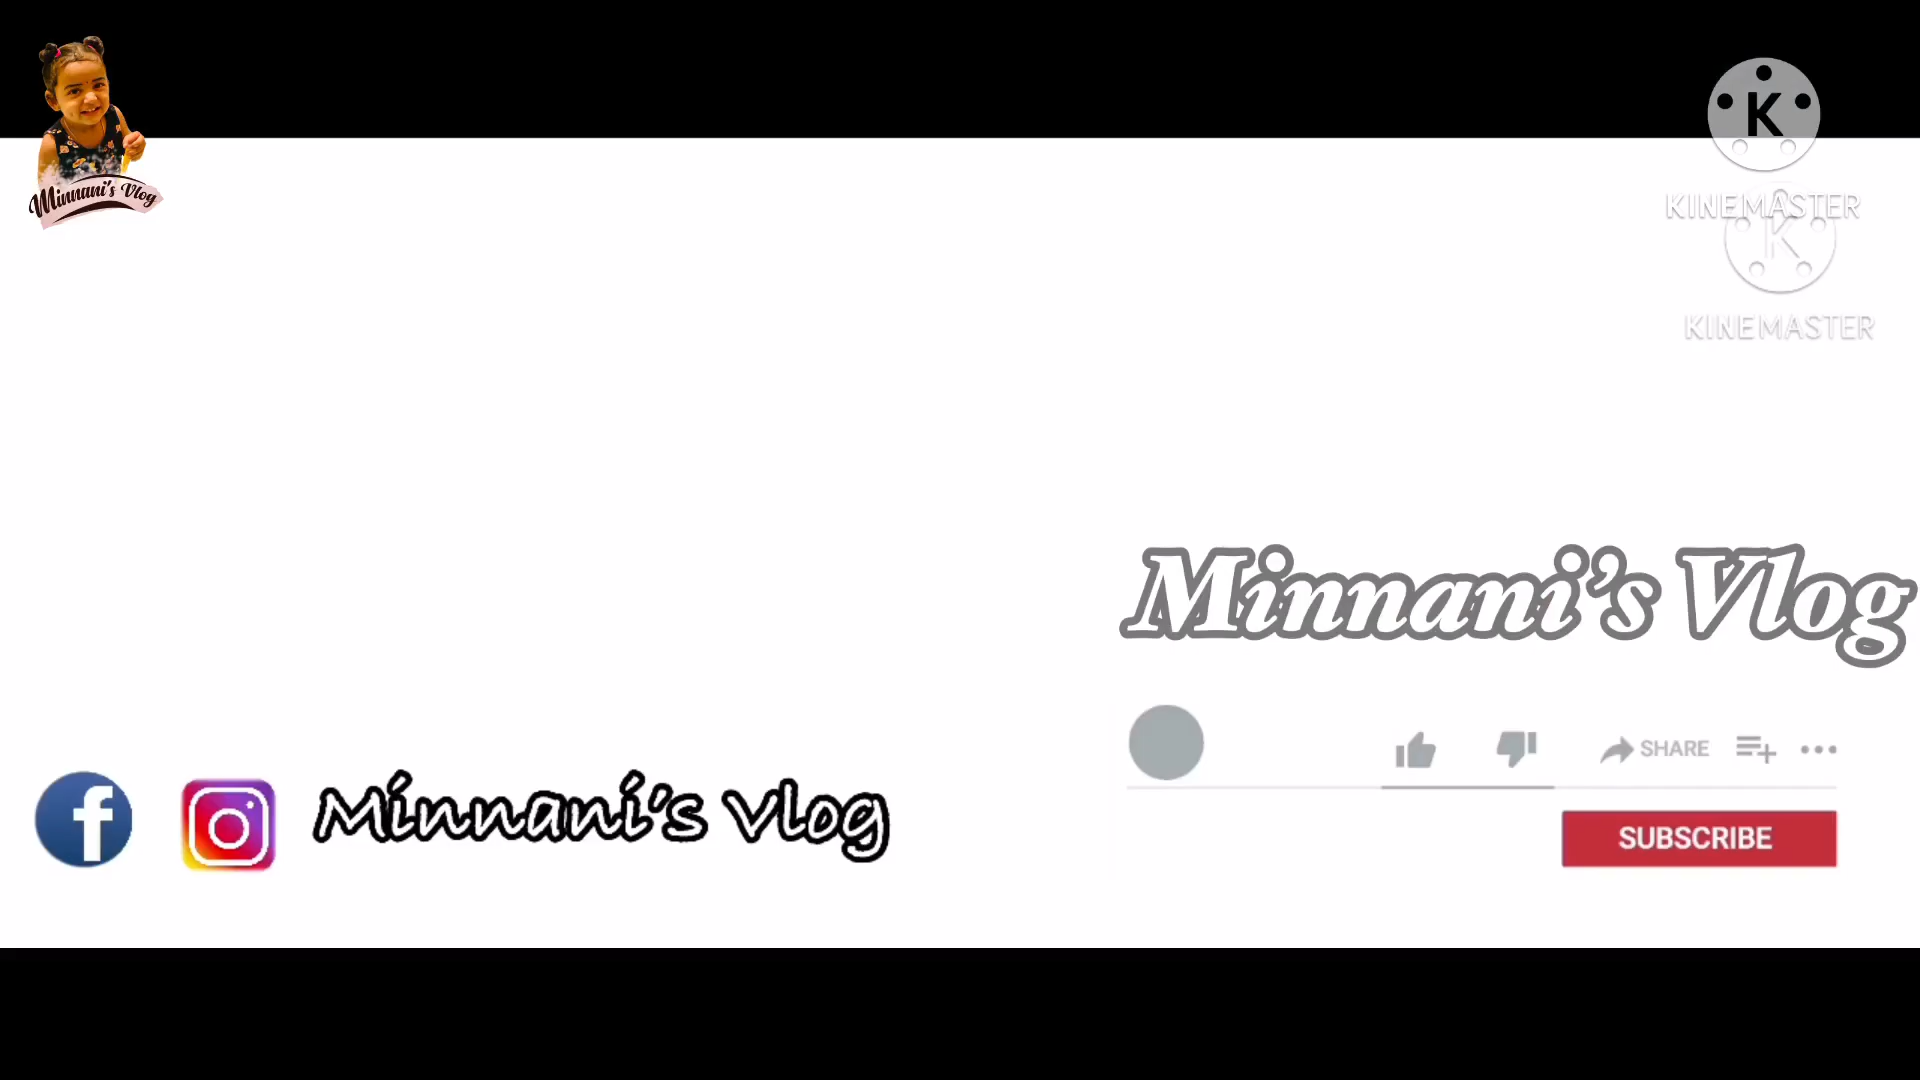 Minnani's Vlog
K
KINEMASTER
K
KINEMASTER
Minnani's Vlog
SHARE
Minnani's Vlog
SUBSCRIBE